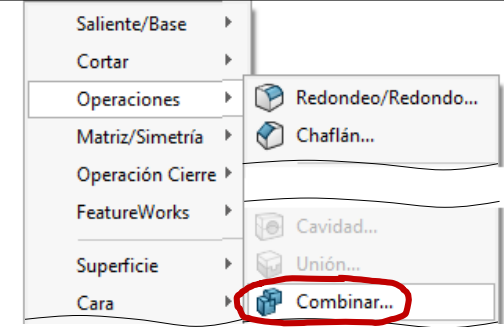 Saliente/Base
Cortar
Operaciones
Matriz/Simetría
Operación Cierre
FeatureWorks
Superficie
Cara
Redondeo/Redondo...
Chaflán...
Cavidad...
Unión...
Combinar...